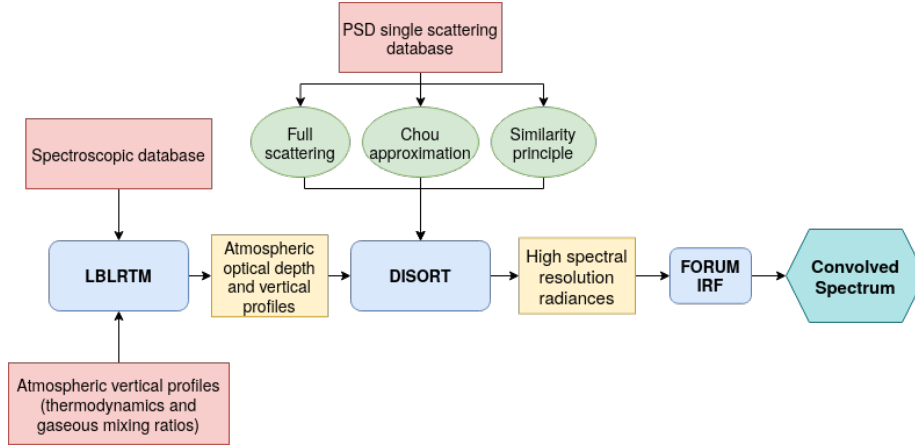 PSD single scattering
database
Full
scattering
Chou
approximation
Similarity
principle
Spectroscopic database
LBLRTM
Atmospheric
optical depth
and vertical
profiles
DISORT
High spectral
resolution
radiances
FORUM
IRF
Convolved
Spectrum
Atmospheric vertical profiles
(thermodynamics and
gaseous mixing ratios)